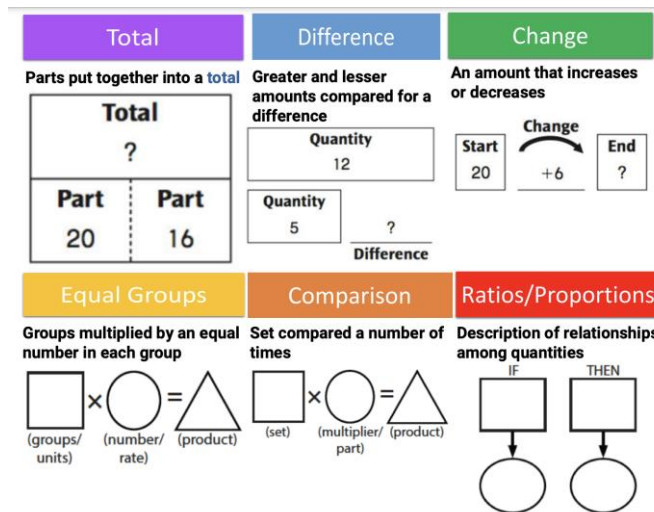 Total
Parts put together into a total
Total
?
Part Part
20 16
Difference
Greater and lesser
amounts compared for a
difference
Quantity
12
Quantity
5
?
Difference
Change
An amount that increases
or decreases
Change
Start
20
+6
End
?
Equal Groups
Groups multiplied by an equal
number in each group
× =
(groups/
units)
(number/
rate)
(product)
Comparison
Set compared a number of
times
× =
(set)
(multiplier/
part)
(product)
Ratios/Proportions
Description of relationships
among quantities
IF THEN